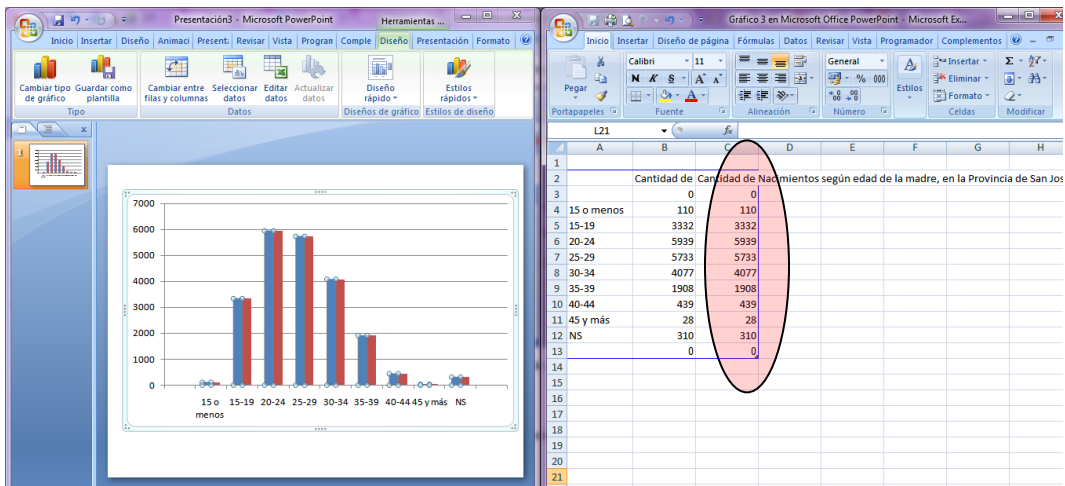 Presentación3 - Microsoft PowerPoint
Herramientas ...
Inicio Insertar Diseño Animaci Present. Revisar Vista Program Comple Diseño Presentación Formato
Cambiar tipo de gráfico
Guardar como plantilla
Cambiar entre filas y columnas
Seleccionar datos
Editar datos
Actualizar datos
Diseño rápido
Estilos rápidos
Tipo
Datos
Diseños de gráfico
Estilos de diseño
1
7000
6000
5000
4000
3000
2000
1000
0
15 o menos 15-19 20-24 25-29 30-34 35-39 40-44 45 y más NS
Gráfico 3 en Microsoft Office PowerPoint - Microsoft Ex...
Inicio Insertar Diseño de página Fórmulas Datos Revisar Vista Programador Complementos
Pegar
Calibri 11
N K S
A A
A
General
% 000
Estilos
Insertar
Eliminar
Formato
Σ
Portapapeles Fuente Alineación Número Celdas Modificar
L21 fx
A B C D E F G H
1
2 Cantidad de Cantidad de Nacimientos según edad de la madre, en la Provincia de San Jos
3 0 0
4 15 o menos 110 110
5 15-19 3332 3332
6 20-24 5939 5939
7 25-29 5733 5733
8 30-34 4077 4077
9 35-39 1908 1908
10 40-44 439 439
11 45 y más 28 28
12 NS 310 310
13 0 0
14
15
16
17
18
19
20
21